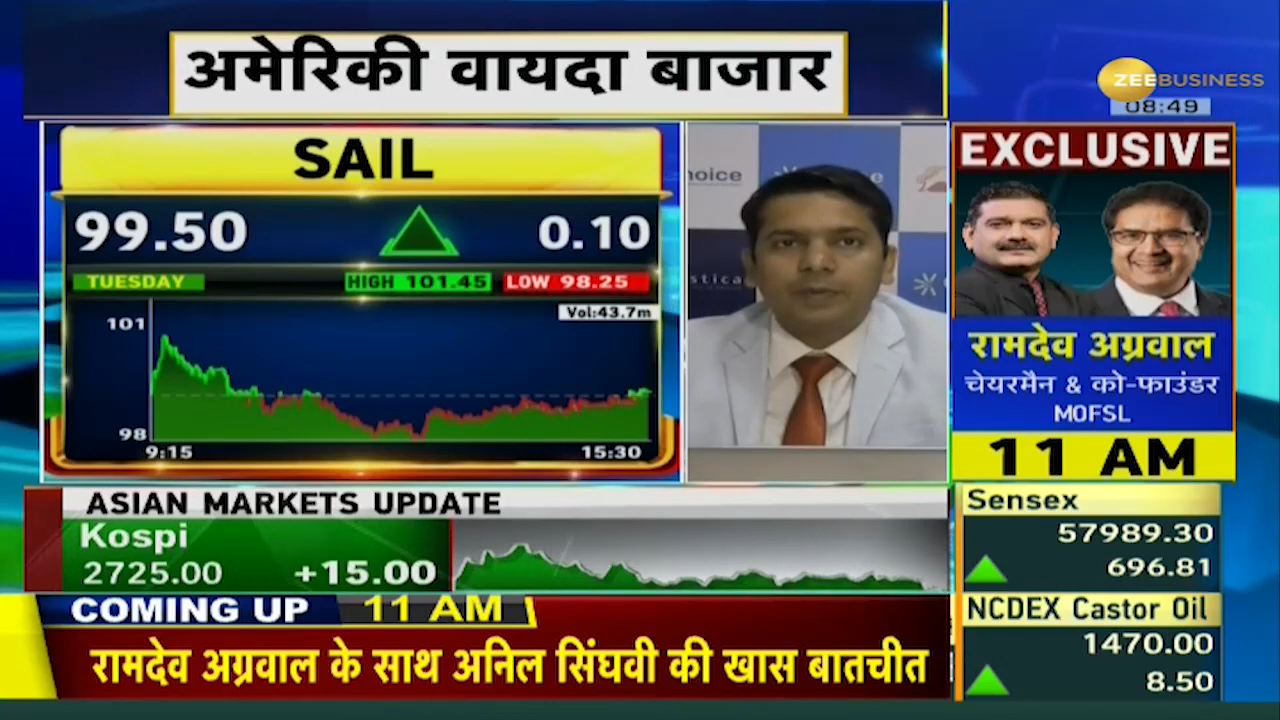 अमेरिकी वायदा बाजार
ZEEBUSINESS
08:49
SAIL
99.50
0.10
TUESDAY
HIGH 101.45
LOW 98.25
Vol:43.7m
101
98
9:15
15:30
EXCLUSIVE
रामदेव अग्रवाल
चेयरमैन & को-फाउंडर
MOFSL
11 AM
ASIAN MARKETS UPDATE
Kospi
2725.00 +15.00
Sensex
57989.30
696.81
NCDEX Castor Oil
1470.00
8.50
COMING UP 11 AM
रामदेव अग्रवाल के साथ अनिल सिंघवी की खास बातचीत